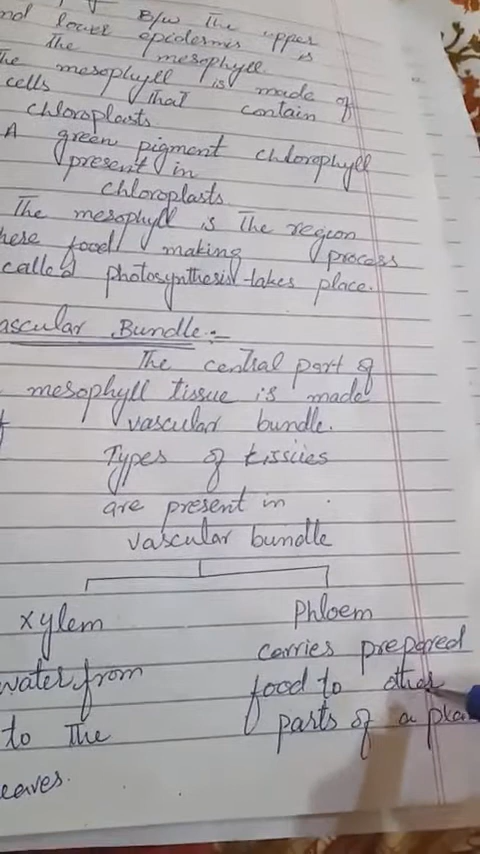 B/w The upper
nd lower epidermis is
the mesophyll.
The mesophyll is made of
cells that contain
chloroplasts
A green pigment chlorophyll
present in
chloroplasts.
The mesophyll is The region
here food making process
called photosynthesis takes place.
ascular Bundle:-
The central part of
mesophyll tissue is made
vascular bundle.
Types of tissues
are present in
vascular bundle
xylem
water from
to The
eaves.
Phloem
carries prepared
food to other
parts of a pla